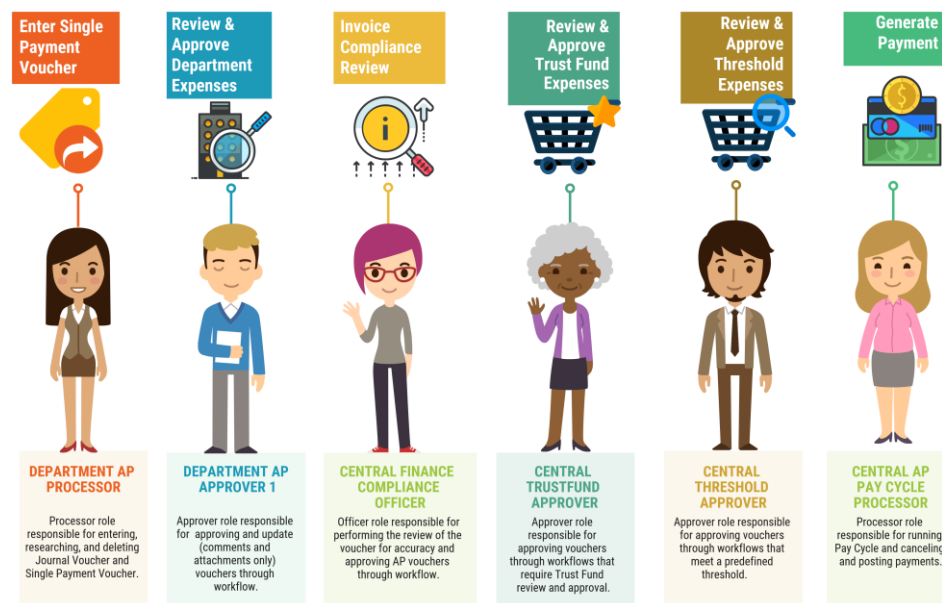 Enter Single
Payment
Voucher
Review &
Approve
Department
Expenses
Invoice
Compliance
Review
Review &
Approve
Trust Fund
Expenses
Review &
Approve
Threshold
Expenses
Generate
Payment
i
$
$
DEPARTMENT AP
PROCESSOR
Processor role
responsible for entering,
researching, and deleting
Journal Voucher and
Single Payment Voucher.
DEPARTMENT AP
APPROVER 1
Approver role responsible
for approving and update
(comments and
attachments only)
vouchers through
workflow.
CENTRAL FINANCE
COMPLIANCE
OFFICER
Officer role responsible for
performing the review of the
voucher for accuracy and
approving AP vouchers
through workflow.
CENTRAL
TRUSTFUND
APPROVER
Approver role
responsible for
approving vouchers
through workflows that
require Trust Fund
review and approval.
CENTRAL
THRESHOLD
APPROVER
Approver role responsible
for approving vouchers
through workflows that
meet a predefined
threshold.
CENTRAL AP
PAY CYCLE
PROCESSOR
Processor role
responsible for running
Pay Cycle and canceling
and posting payments.